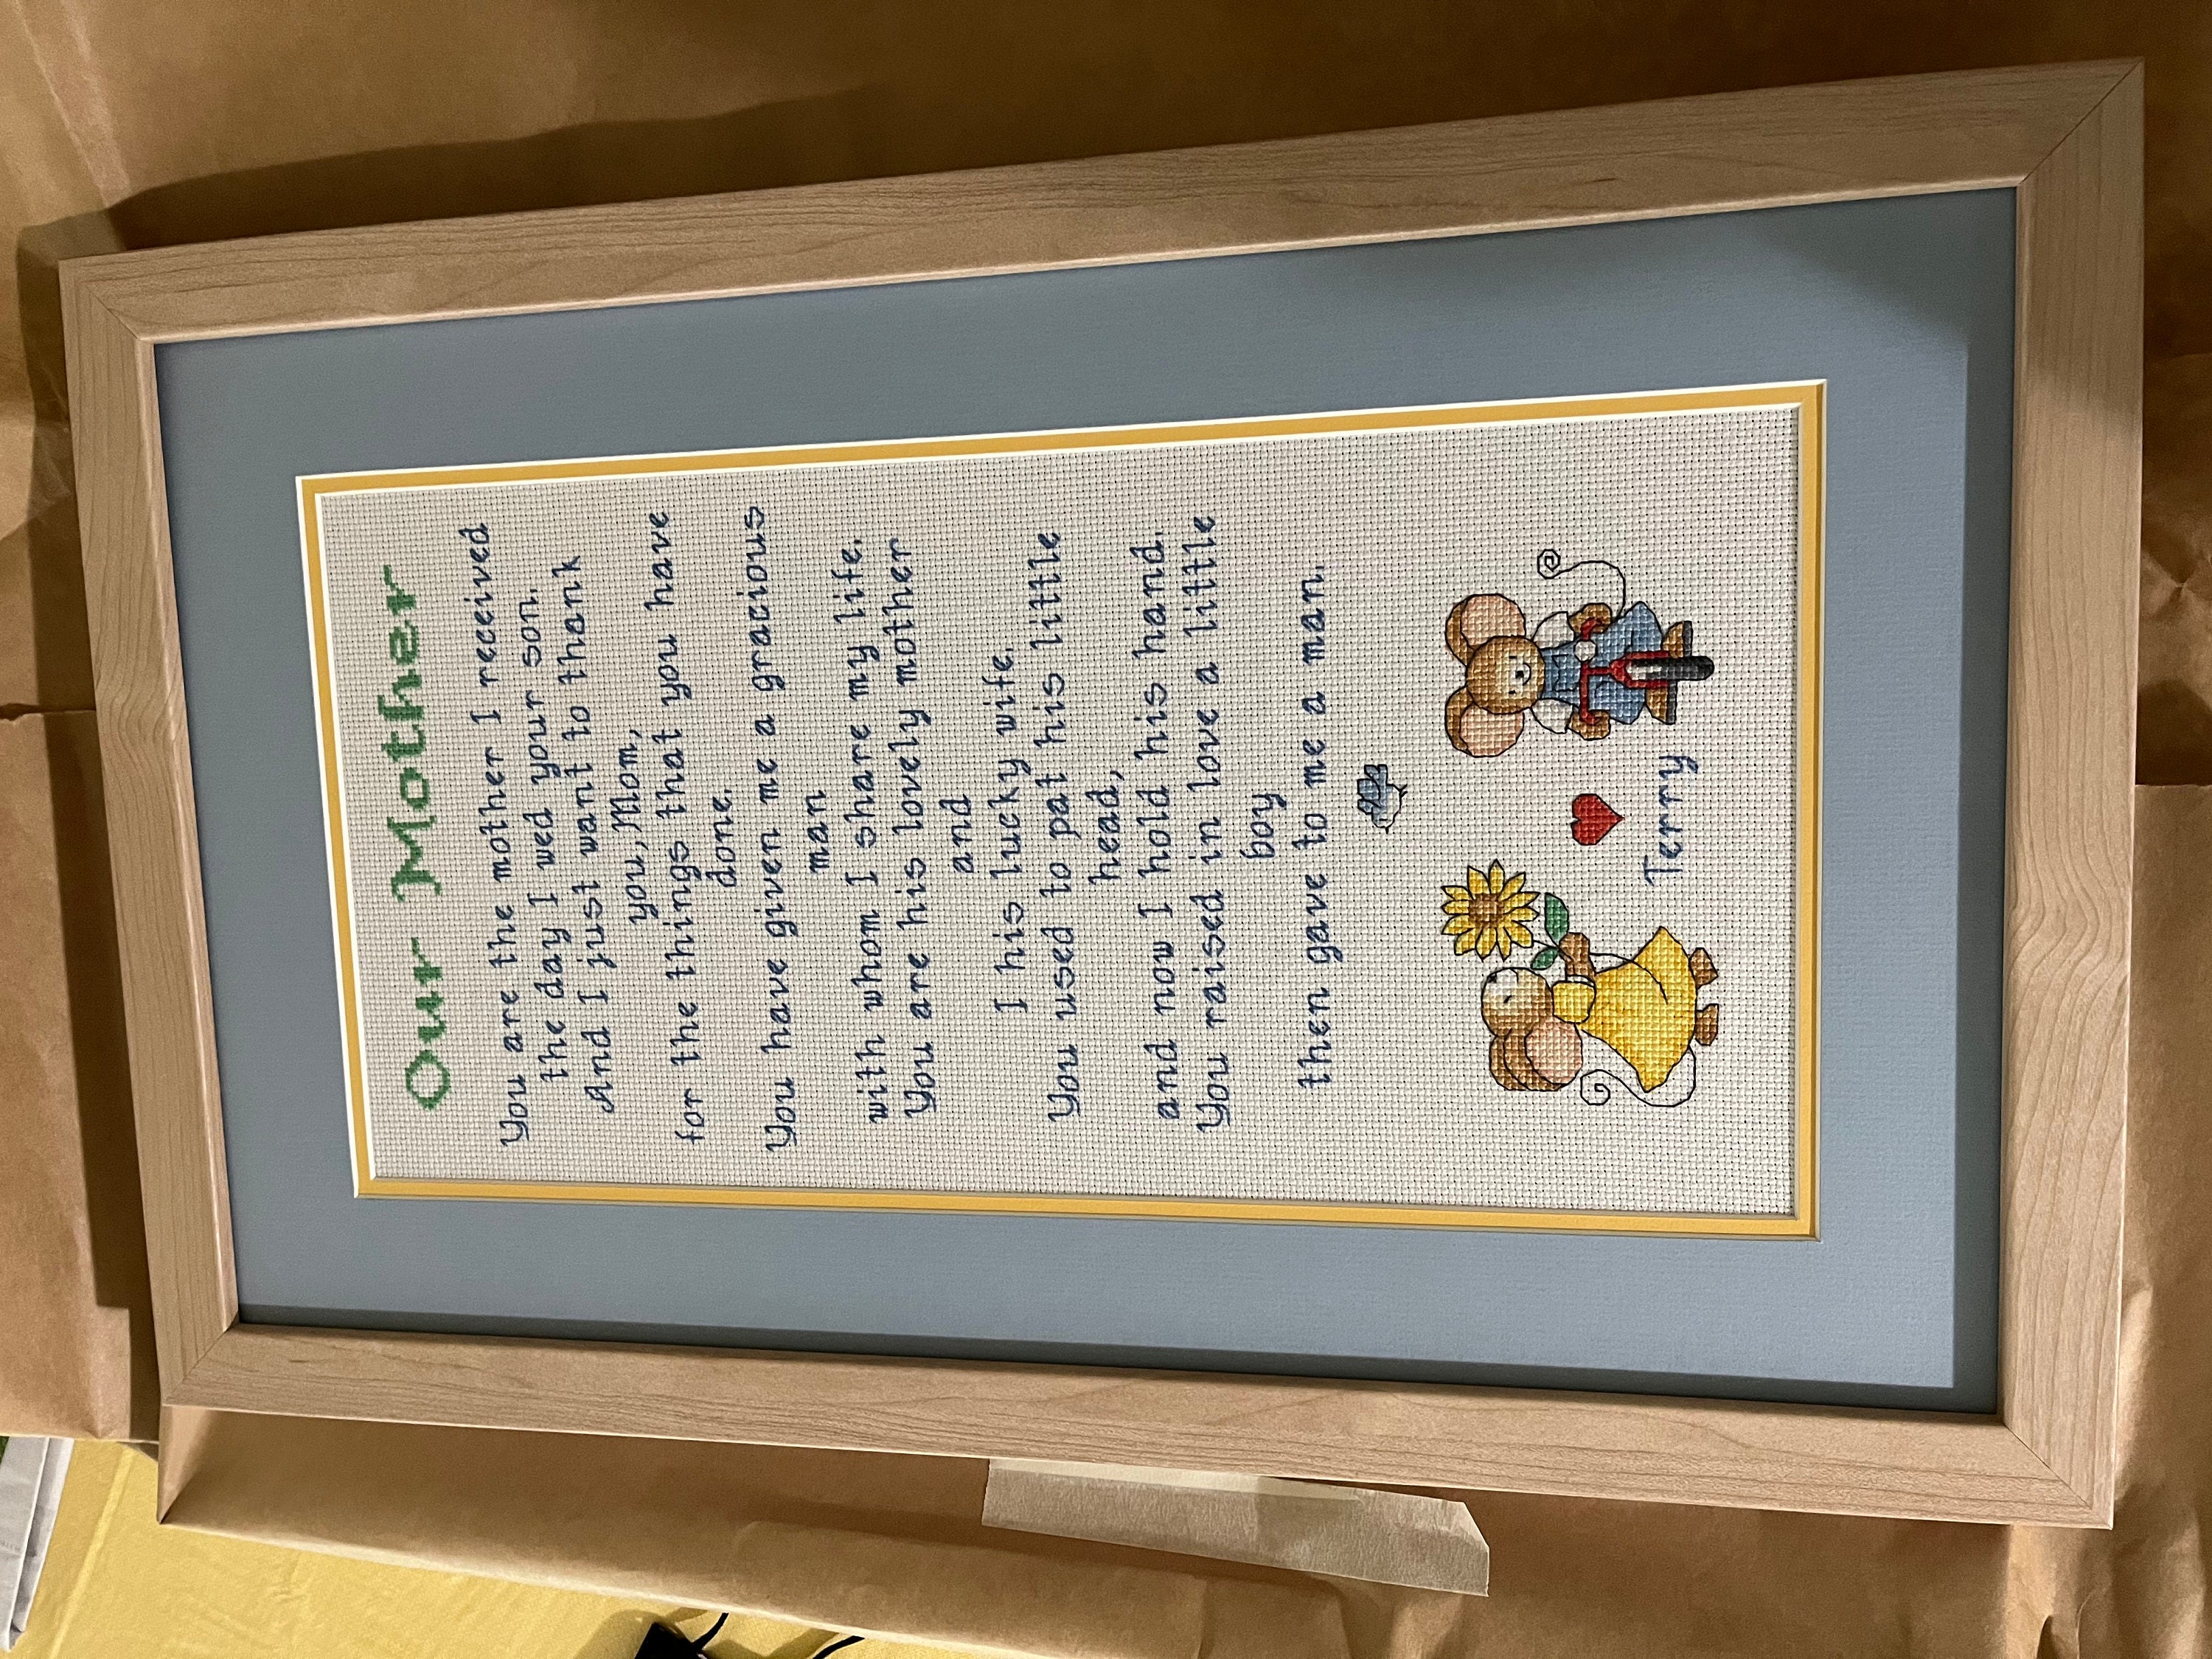 Our Mother
You are the mother I received
the day I wed your son.
And I just want to thank
you, Mom,
for the things that you have
done.
You have given me a gracious
man
with whom I share my life.
You are his lovely mother
and
I his lucky wife.
You used to pat his little
head,
and now I hold his hand.
You raised in love a little
boy
then gave to me a man.
Terry